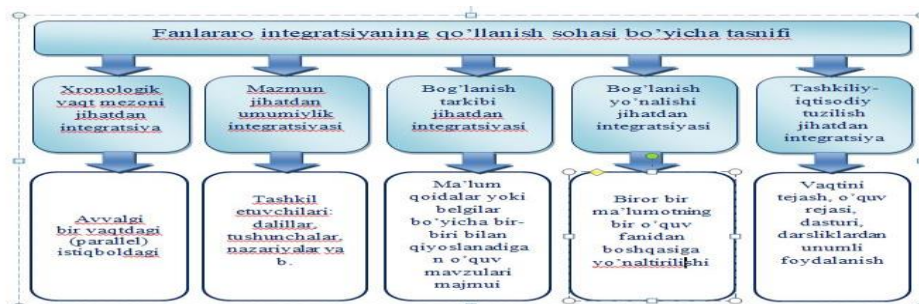 Fanlararo integratsiyaning qo'llanish sohasi bo'yicha tasnifi
Xronologik
vaqt mezoni
jihatdan
integratsiya
Mazmun
jihatdan
umumiylik
integratsiyasi
Bog'lanish
tarkibi
jihatdan
integratsiyasi
Bog'lanish
yo'nalishi
jihatdan
integratsiyasi
Tashkiliy-
iqtisodiy
tuzilish
jihatdan
integratsiya
Avvalgi
bir vaqtdagi
(parallel)
istiqboldagi
Tashkil
etuvchilari:
dalillar,
tushunchalar,
nazariyalar va
b.
Ma'lum
qoidalar yoki
belgilar
bo'yicha bir-
biri bilan
qiyoslanadiga
n o'quv
mavzulari
majmui
Biror bir
ma'lumotning
bir o'quv
fanidan
boshqasiga
yo'naltirilishi
Vaqtini
tejash, o'quv
rejasi,
dasturi,
darsliklardan
unumli
foydalanish